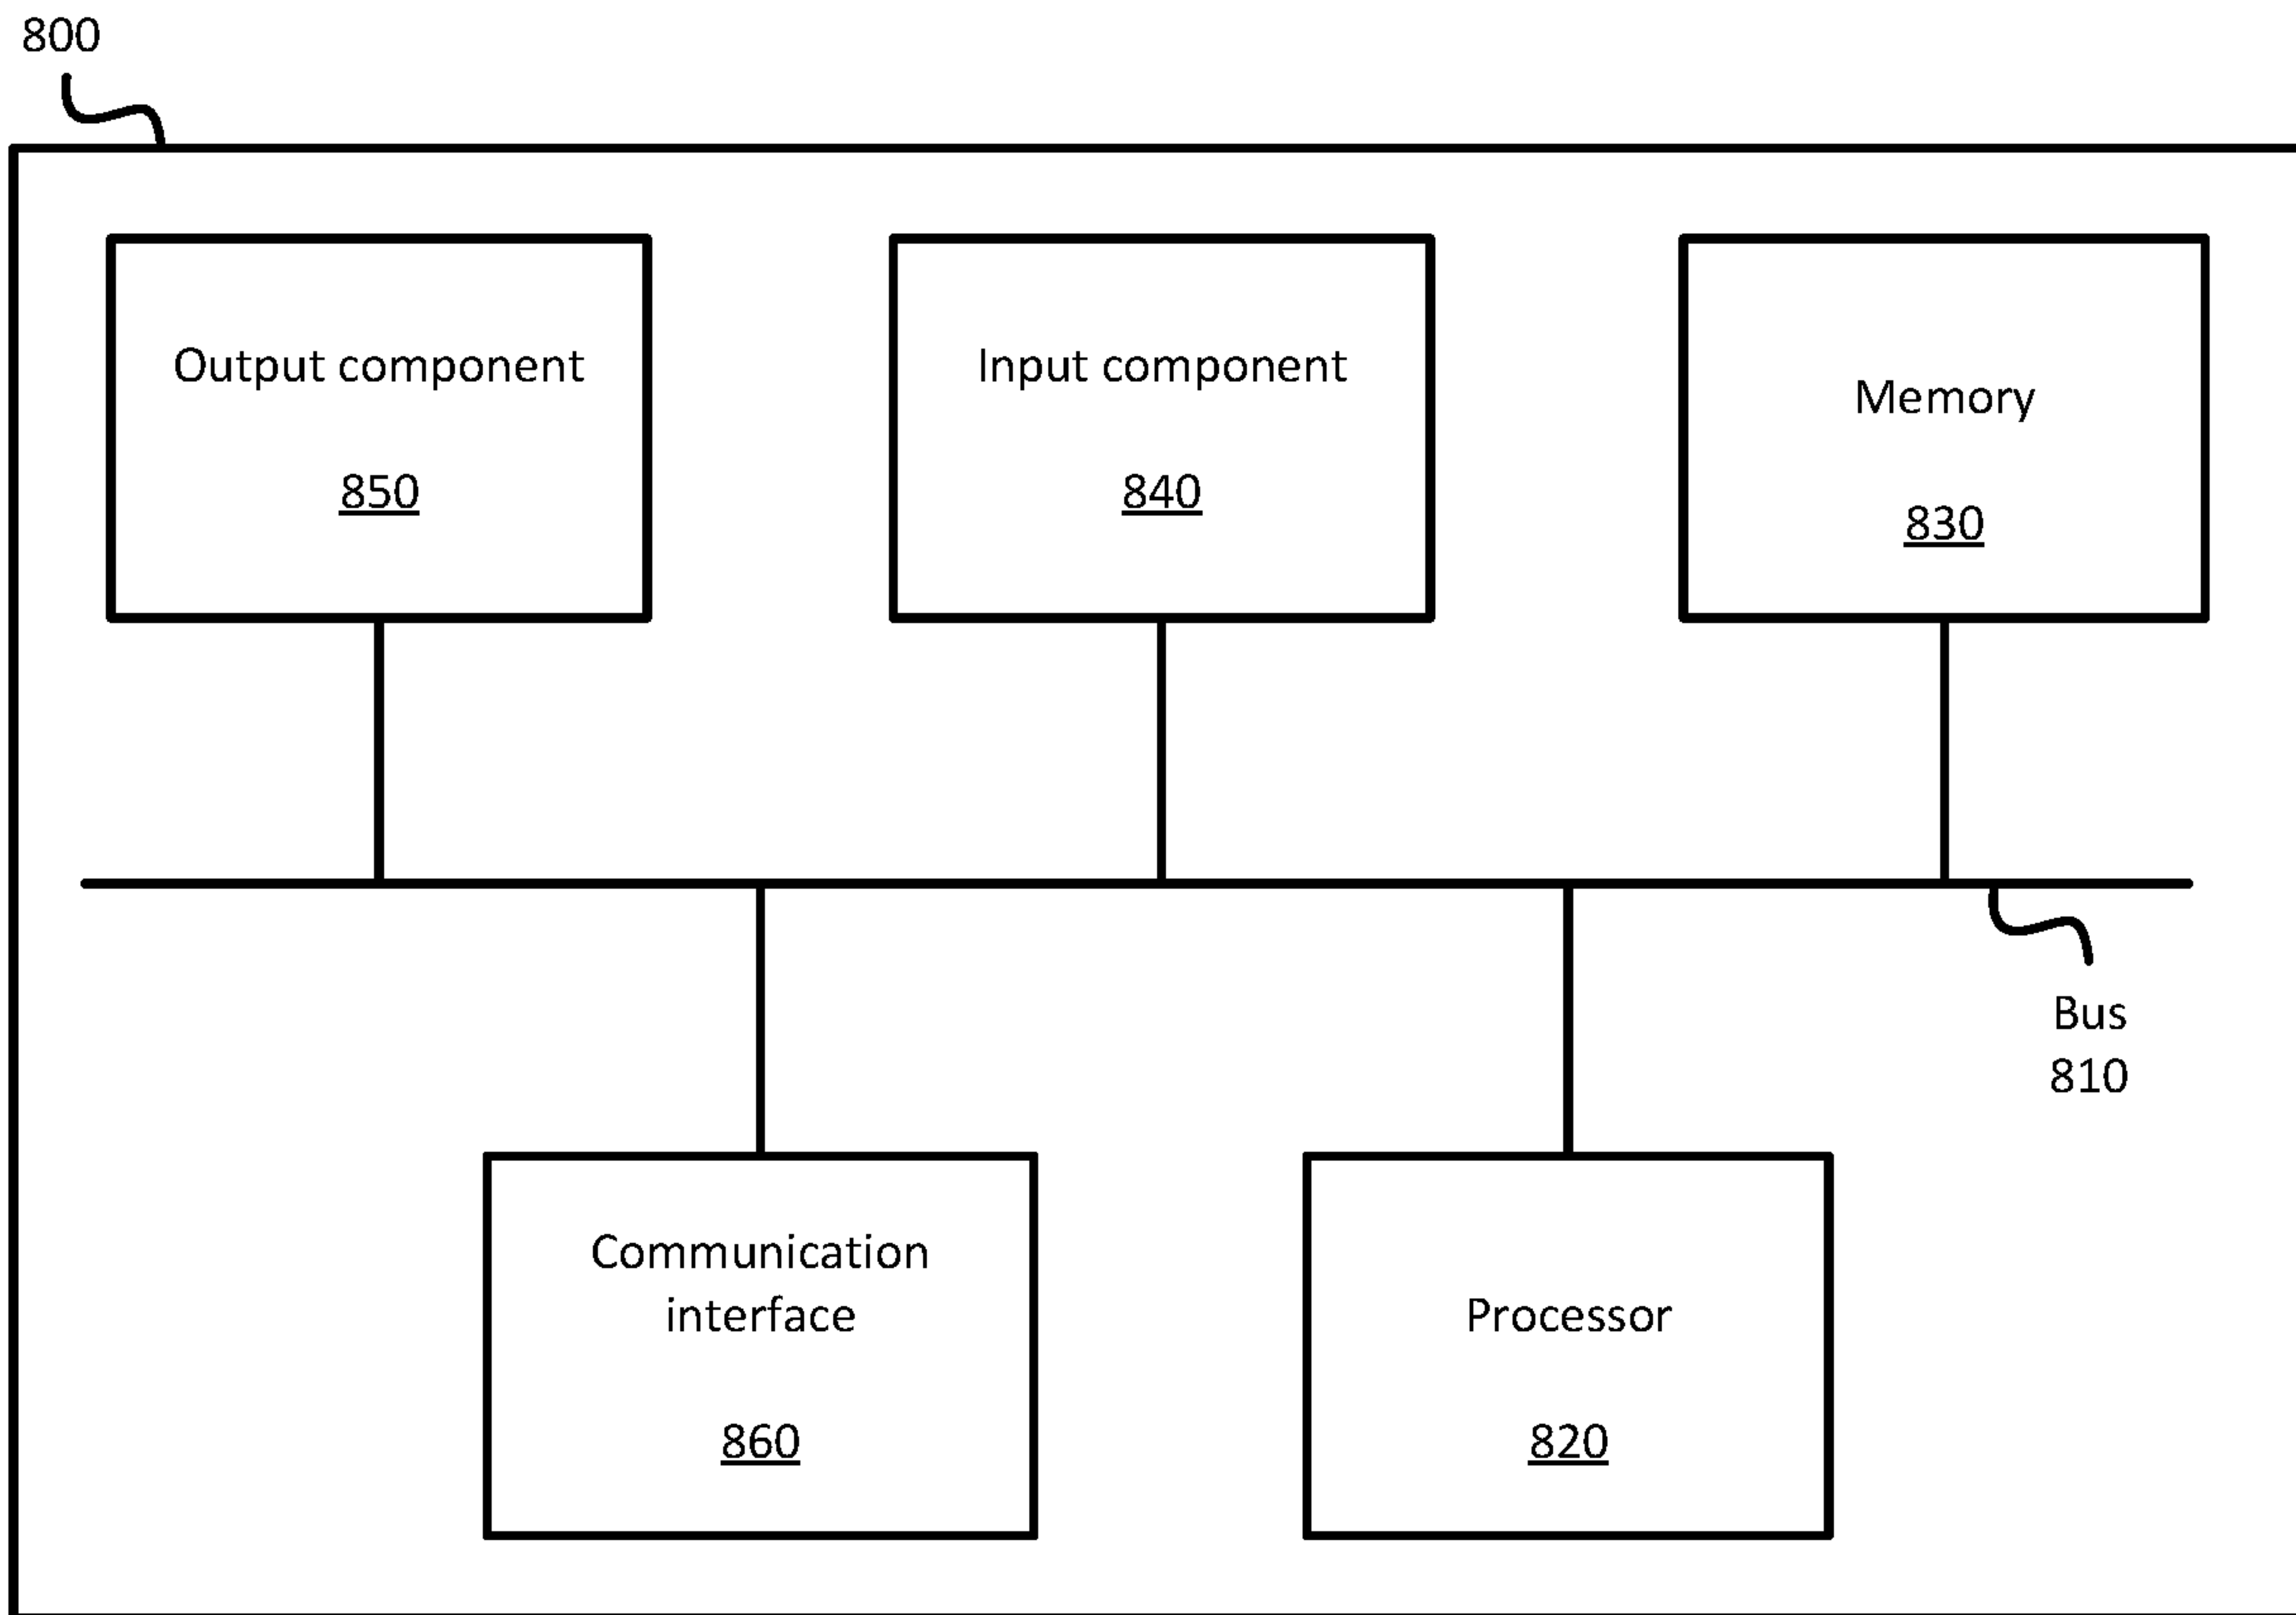 800
Output component
850
Input component
840
Memory
830
Bus
810
Communication
interface
860
Processor
820